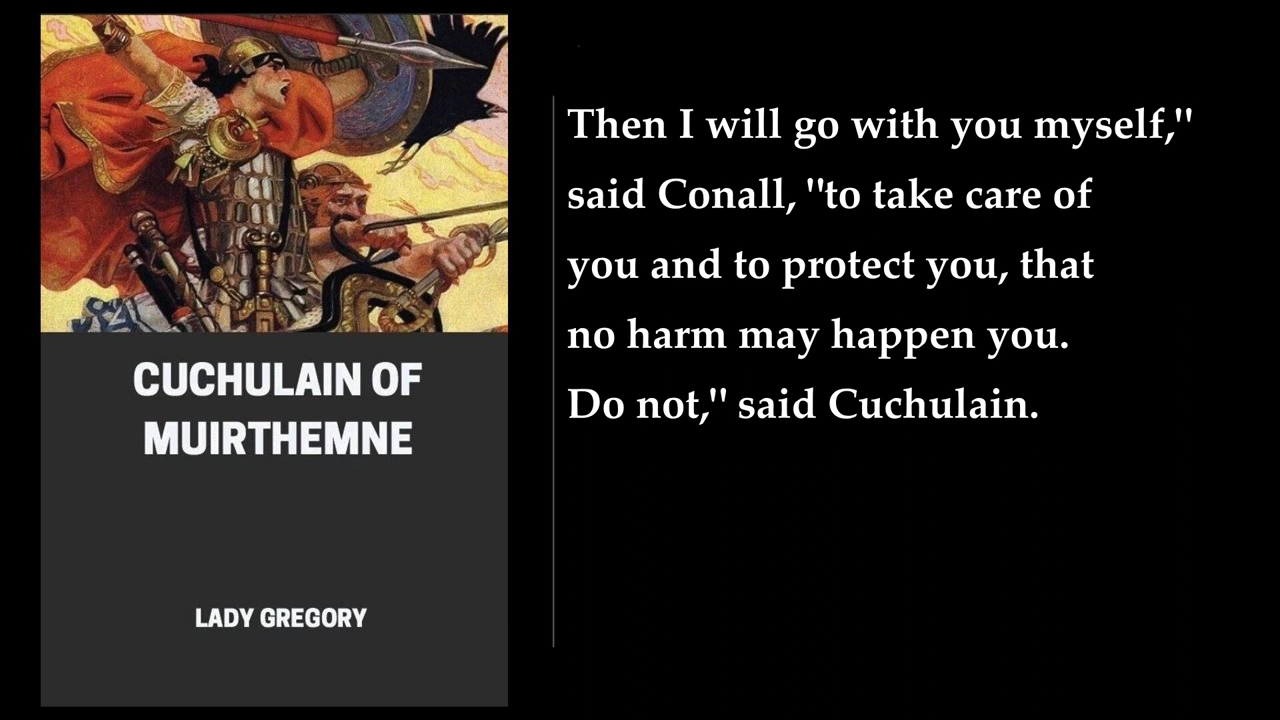 CUCHULAIN OF
MUIRTHEMNE
LADY GREGORY
Then I will go with you myself,"
said Conall, "to take care of
you and to protect you, that
no harm may happen you.
Do not," said Cuchulain.